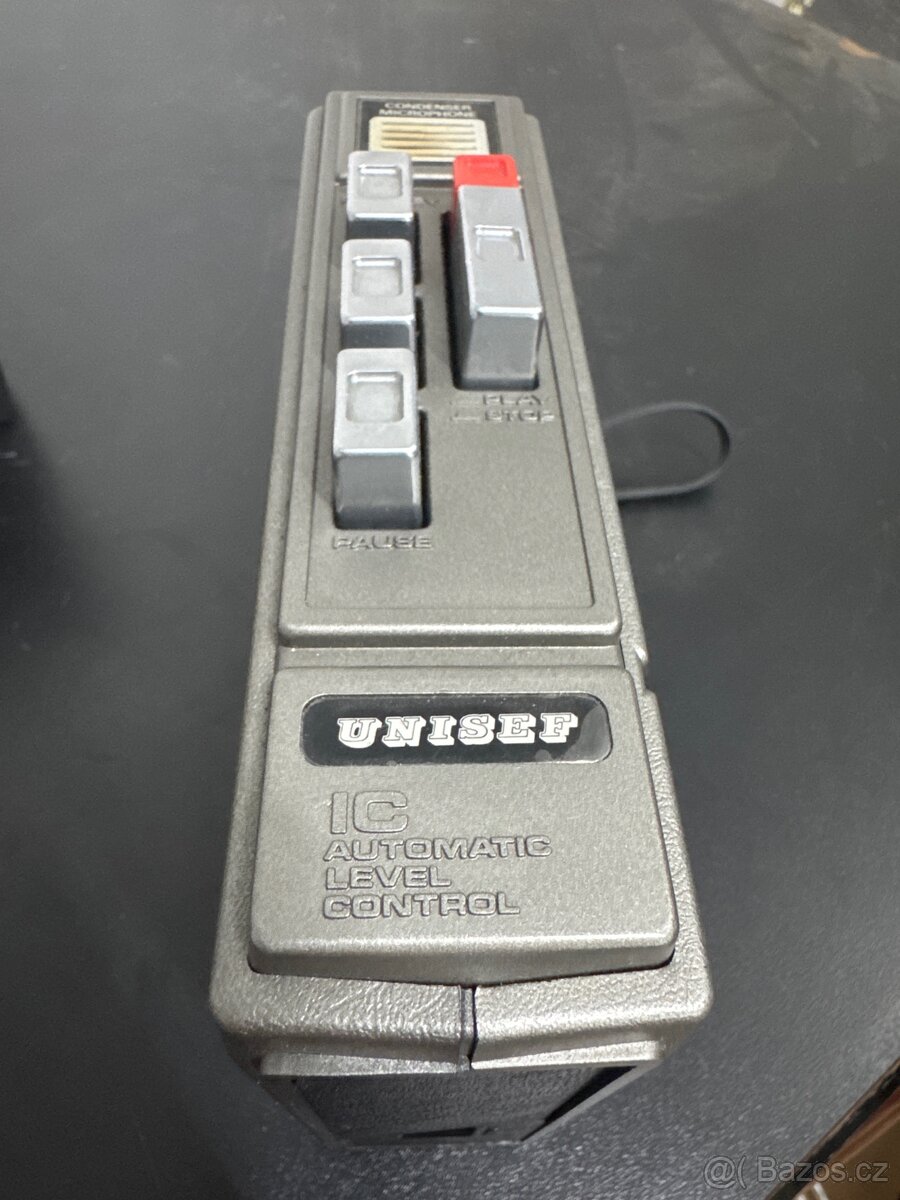 CONDENSER
MICROPHONE
PLAY
STOP
PAUSE
UNISEF
IC
AUTOMATIC
LEVEL
CONTROL
@( Bazos.cz